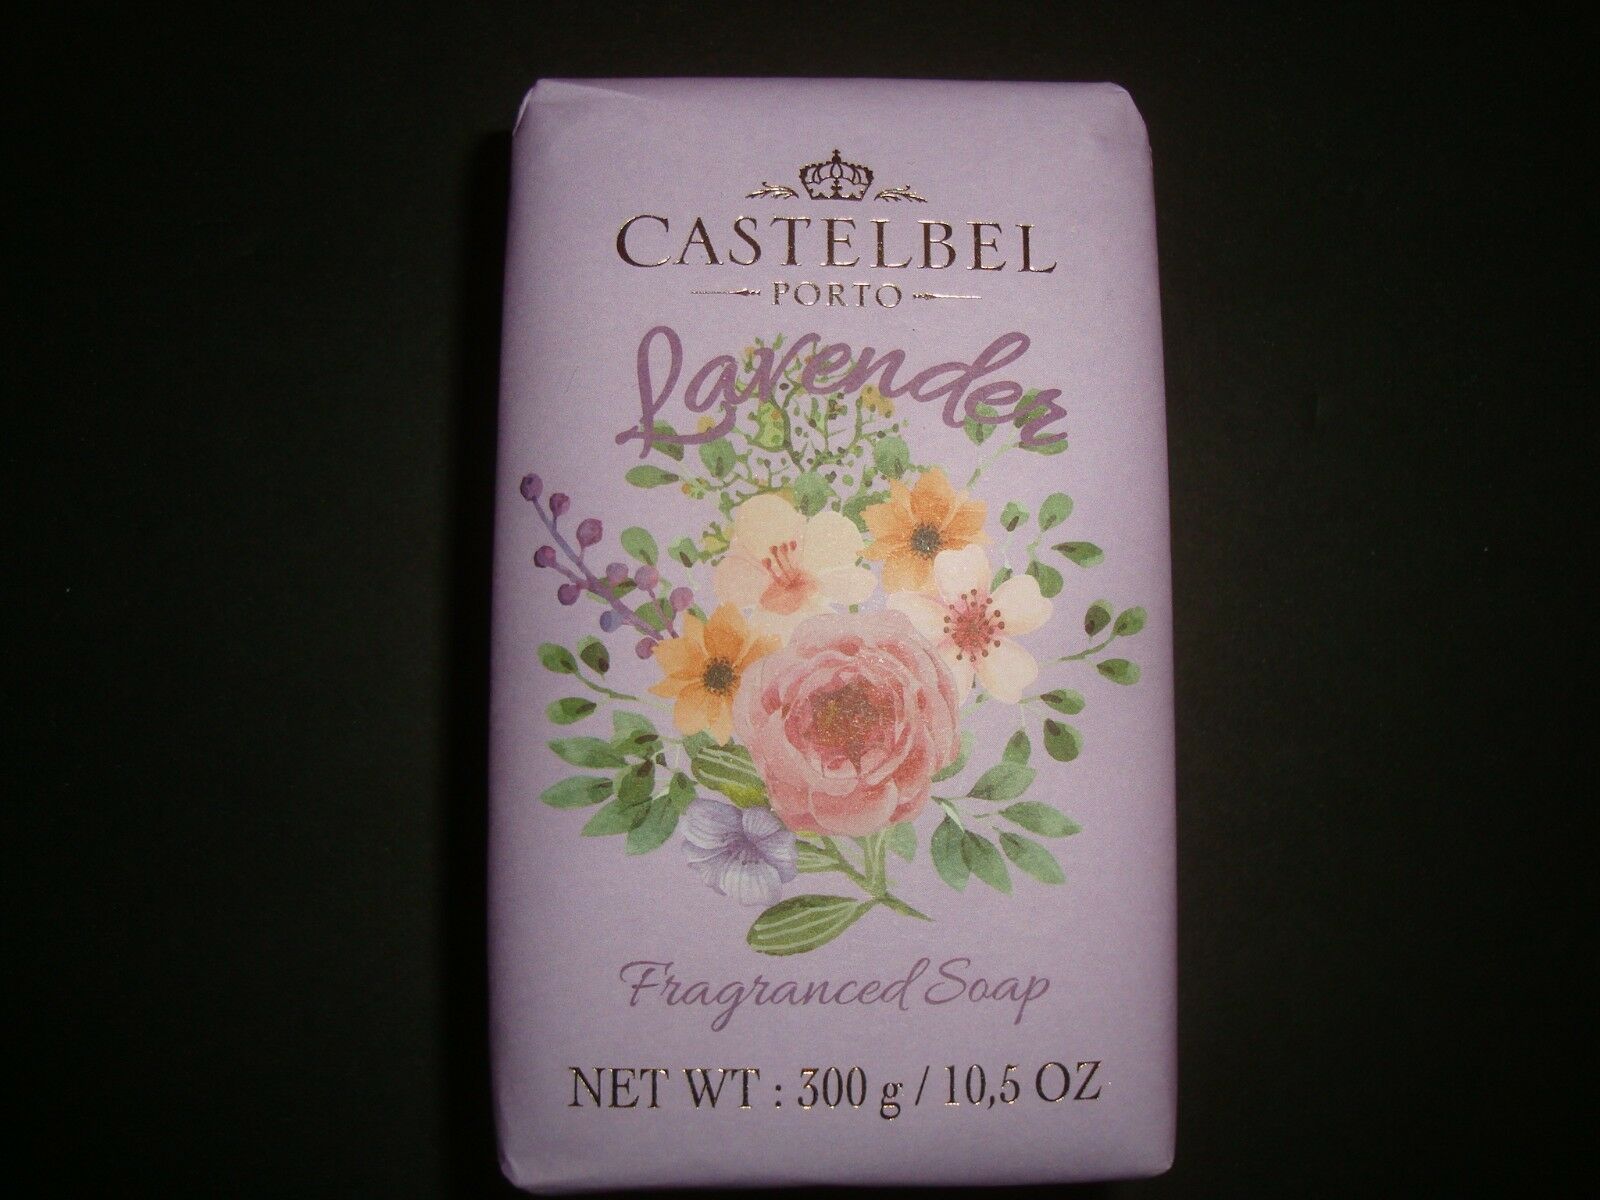 CASTELBEL
PORTO
Lavender
Fragranced Soap
NET WT : 300 g / 10,5 OZ